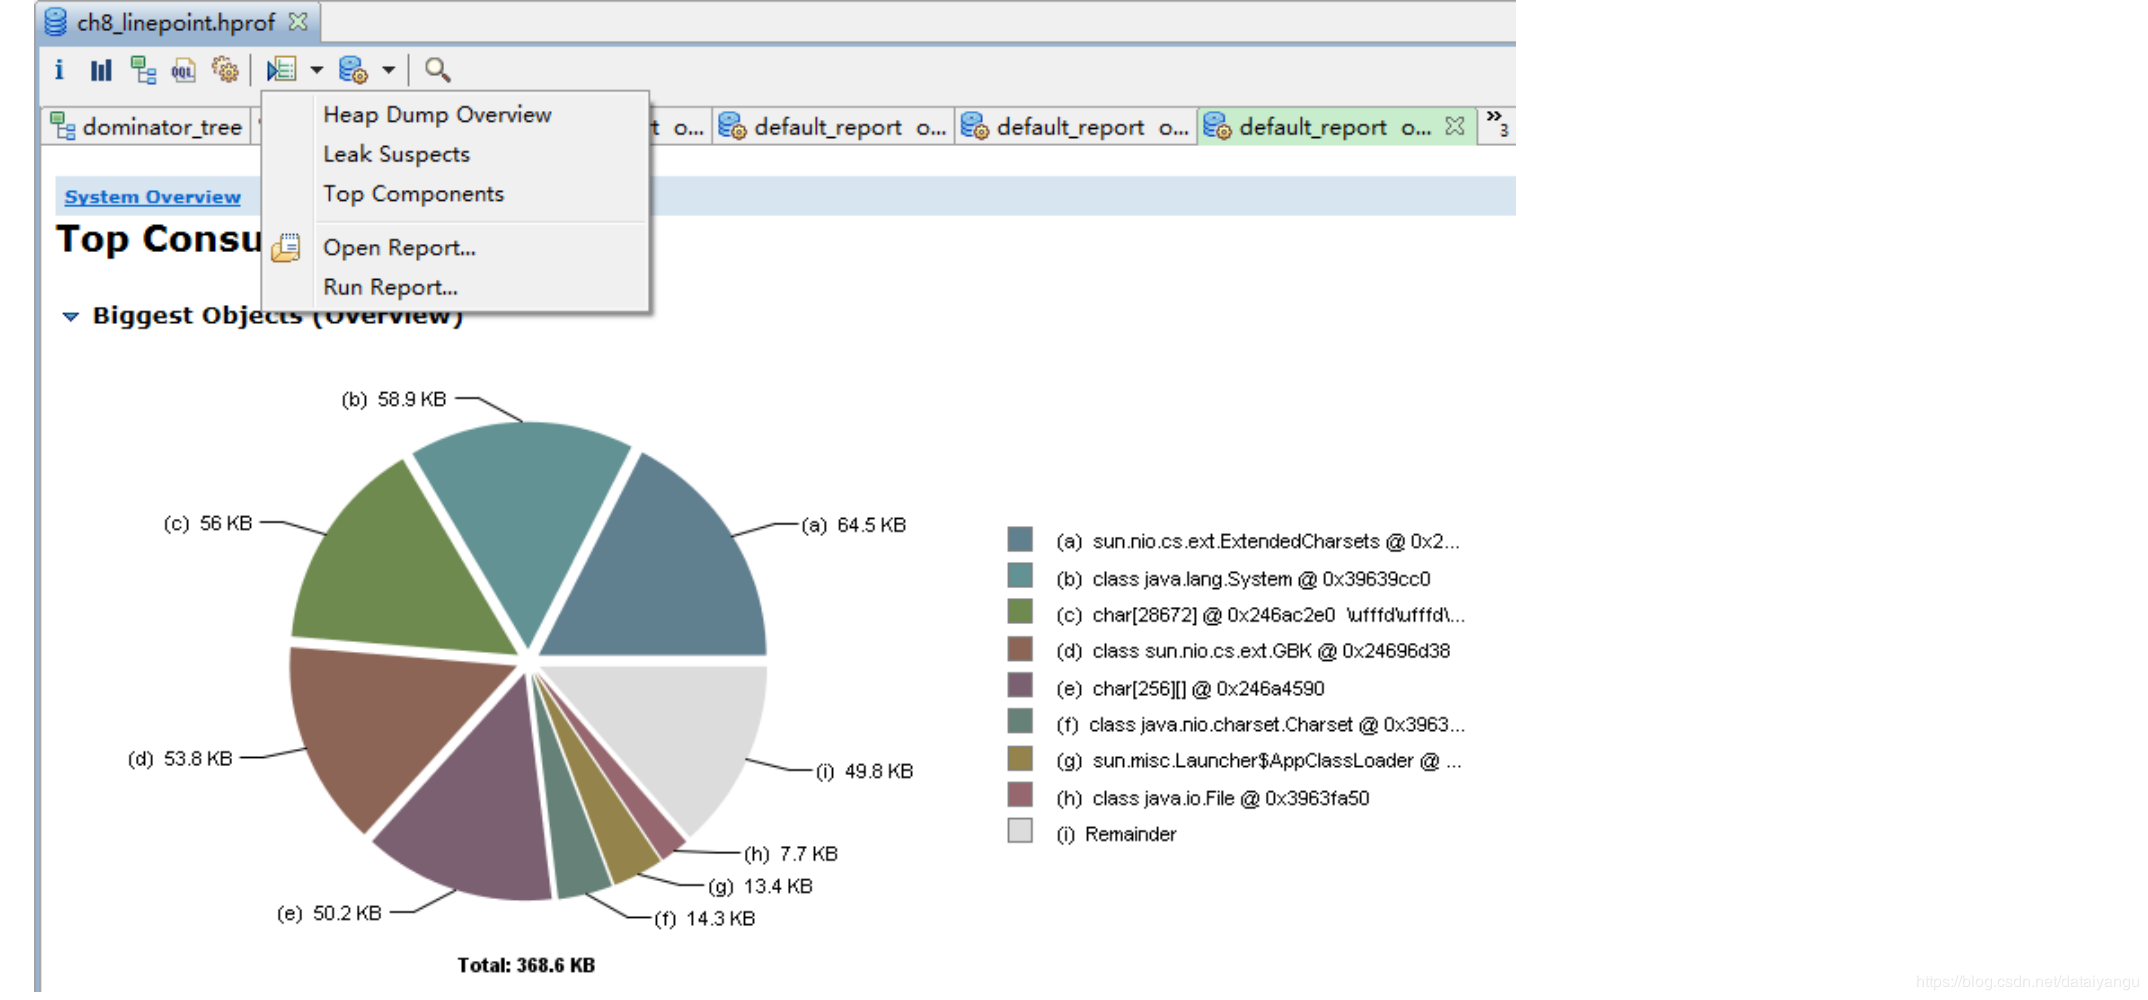 ch8_linepoint.hprof
i
OQL
Heap Dump Overview
Leak Suspects
Top Components
Open Report...
Run Report...
dominator_tree
t o...
default_report o...
default_report o...
default_report o...
»3
System Overview
Top Consu
Biggest Objects (Overview)
(b) 58.9 KB
(c) 56 KB
(a) 64.5 KB
(d) 53.8 KB
(i) 49.8 KB
(h) 7.7 KB
(g) 13.4 KB
(e) 50.2 KB
(f) 14.3 KB
Total: 368.6 KB
(a) sun.nio.cs.ext.ExtendedCharsets @ 0x2...
(b) class java.lang.System @ 0x39639cc0
(c) char[28672] @ 0x246ac2e0 \ufffd\ufffd\...
(d) class sun.nio.cs.ext.GBK @ 0x24696d38
(e) char[256][] @ 0x246a4590
(f) class java.nio.charset.Charset @ 0x3963...
(g) sun.misc.Launcher$AppClassLoader @ ...
(h) class java.io.File @ 0x3963fa50
(i) Remainder
https://blog.csdn.net/dataiyangu